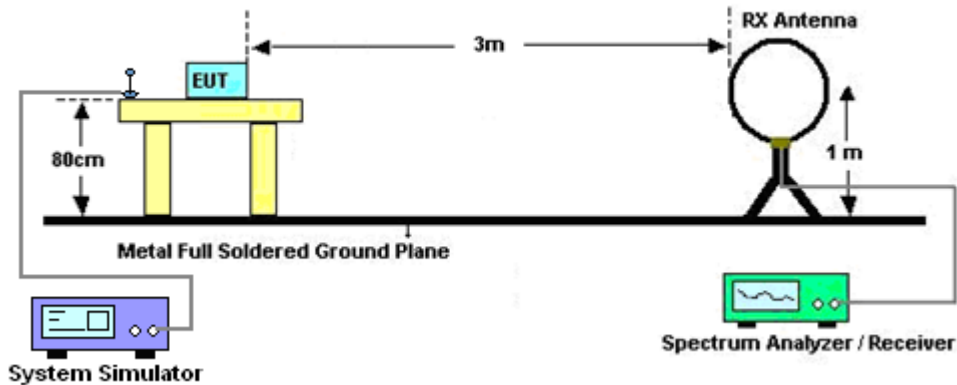 RX Antenna
3m
EUT
80cm
1 m
Metal Full Soldered Ground Plane
System Simulator
Spectrum Analyzer / Receiver